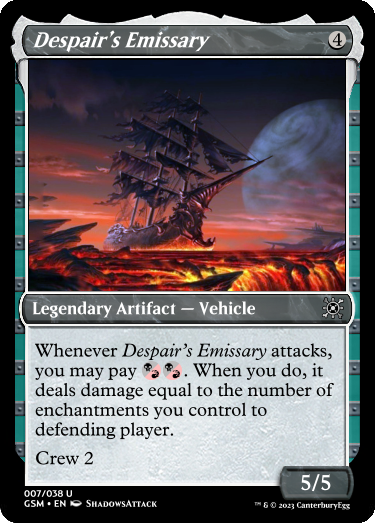 Despair's Emissary 4
Legendary Artifact — Vehicle
Whenever Despair's Emissary attacks,
you may pay . When you do, it
deals damage equal to the number of
enchantments you control to
defending player.
Crew 2
5/5
007/038 U
GSM • EN ShadowsAttack
™ & © 2023 CanterburyEgg